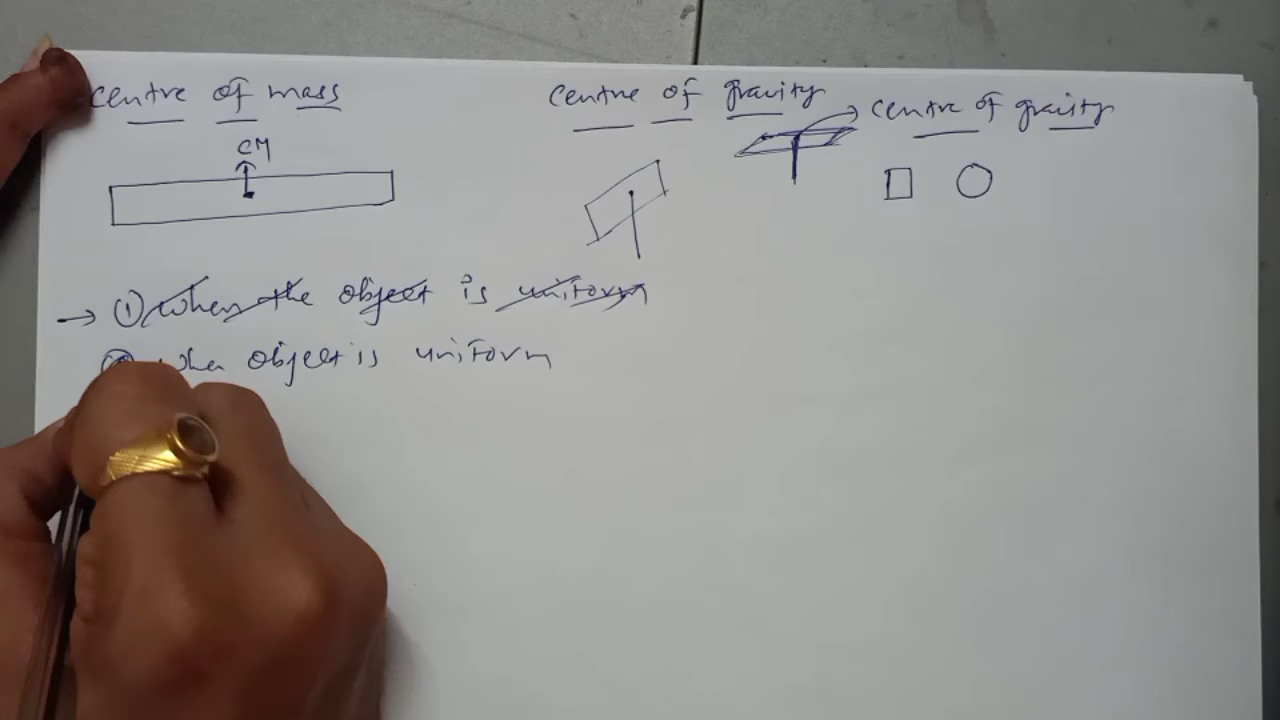 centre of mass
centre of gravity
centre of gravity
CM
→ ① when the object is uniform
when object is uniform